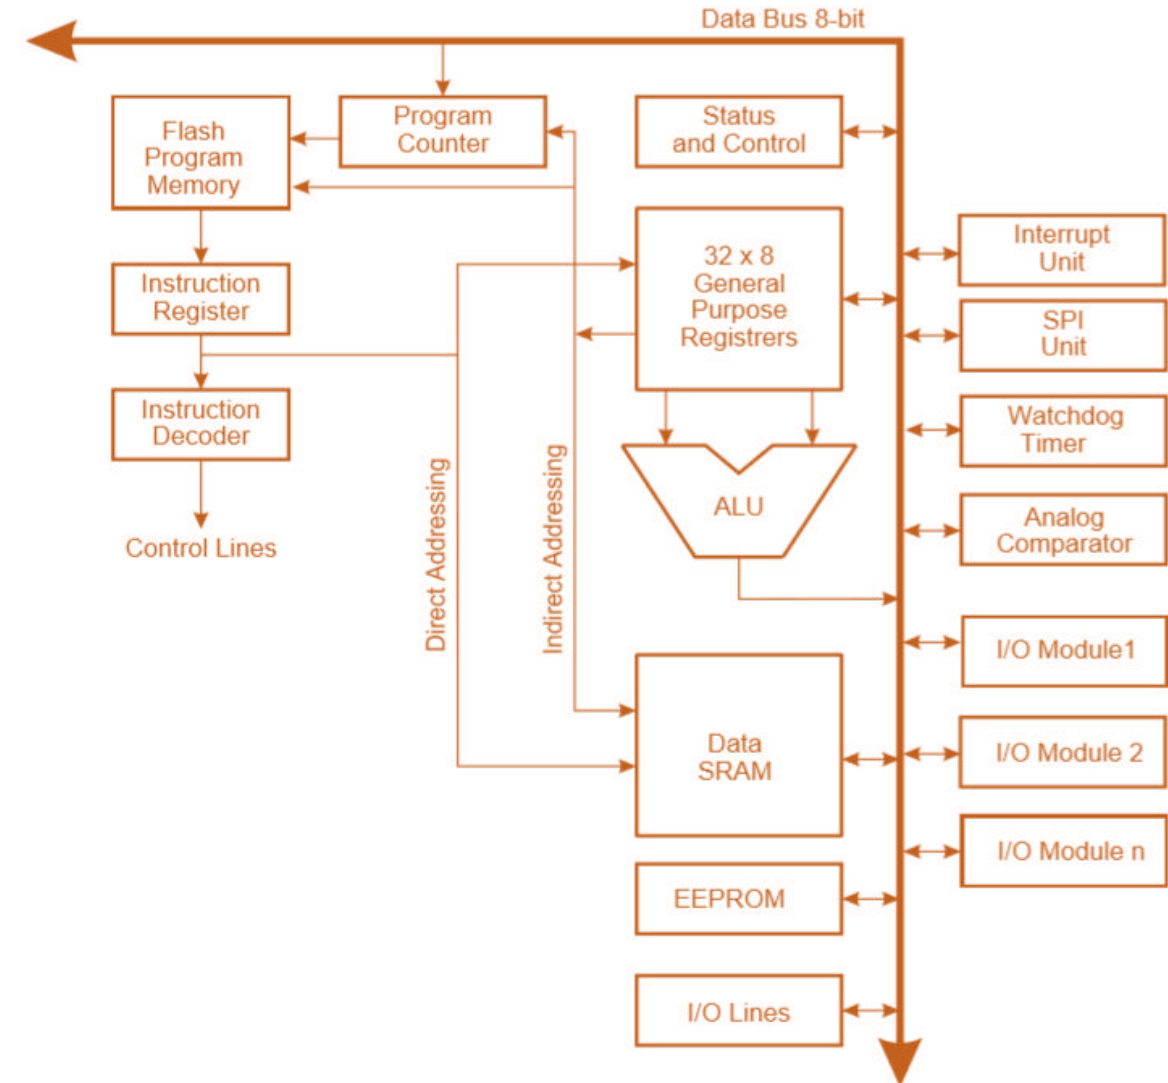 Data Bus 8-bit
Flash
Program
Memory
Program
Counter
Status
and Control
32 x 8
General
Purpose
Registrers
Interrupt
Unit
Instruction
Register
SPI
Unit
Instruction
Decoder
Watchdog
Timer
Control Lines
Direct Addressing
Indirect Addressing
ALU
Analog
Comparator
I/O Module1
Data
SRAM
I/O Module 2
I/O Module n
EEPROM
I/O Lines